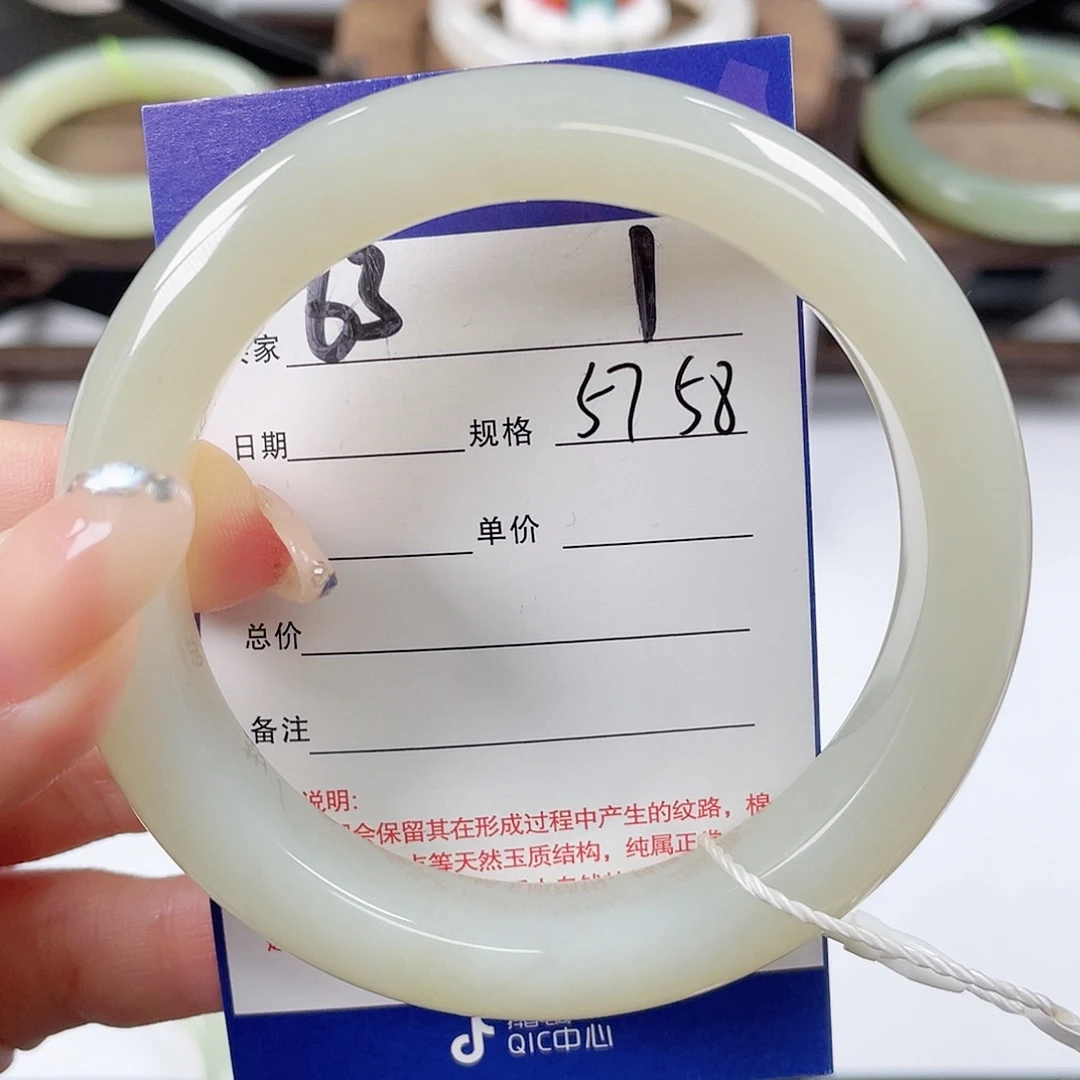 家 63 1
日期 规格 57 58
单价
总价
备注
说明:
会保留其在形成过程中产生的纹路，棉
点等天然玉质结构，纯属正常
QIC中心